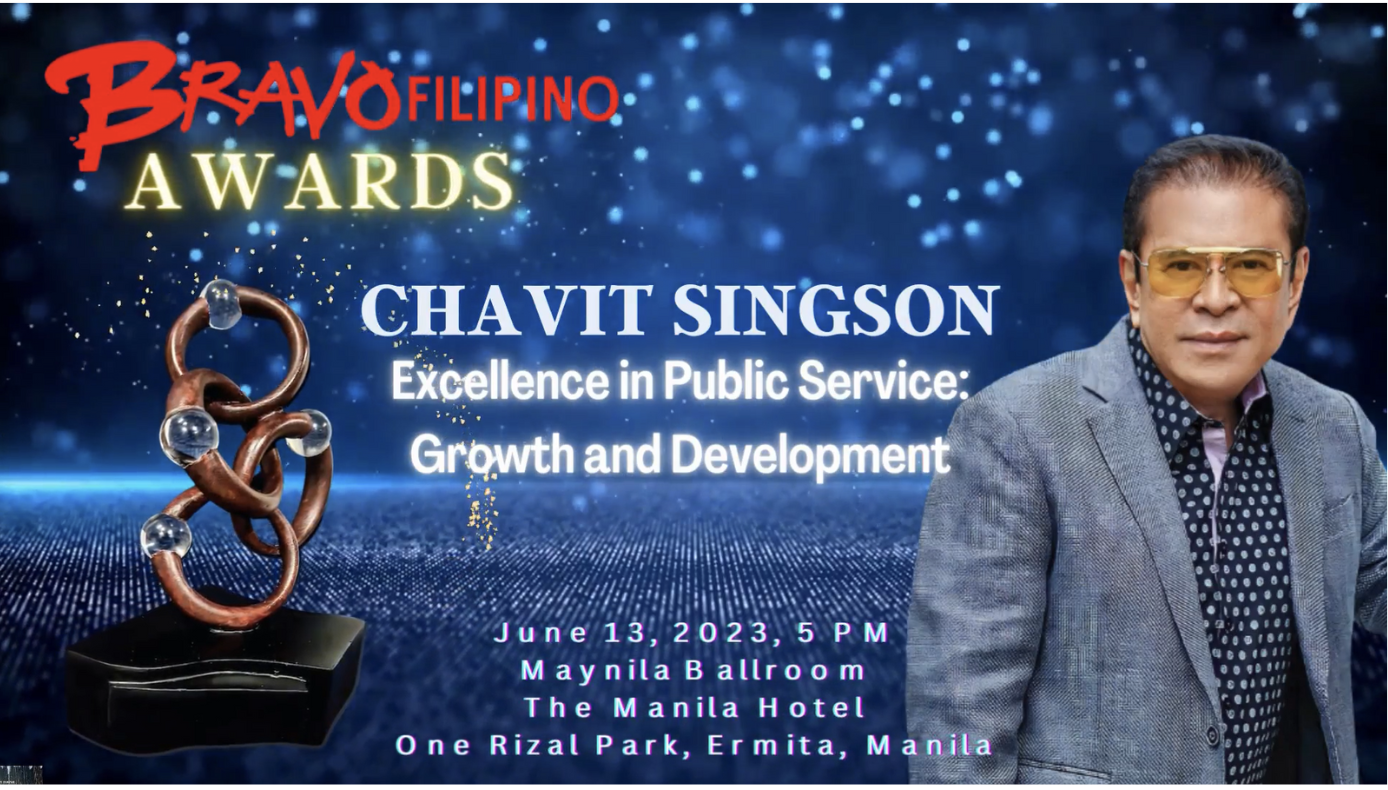 BRAVO FILIPINO
AWARDS
CHAVIT SINGSON
Excellence in Public Service:
Growth and Development
June 13, 2023, 5 PM
Maynila Ballroom
The Manila Hotel
One Rizal Park, Ermita, Manila